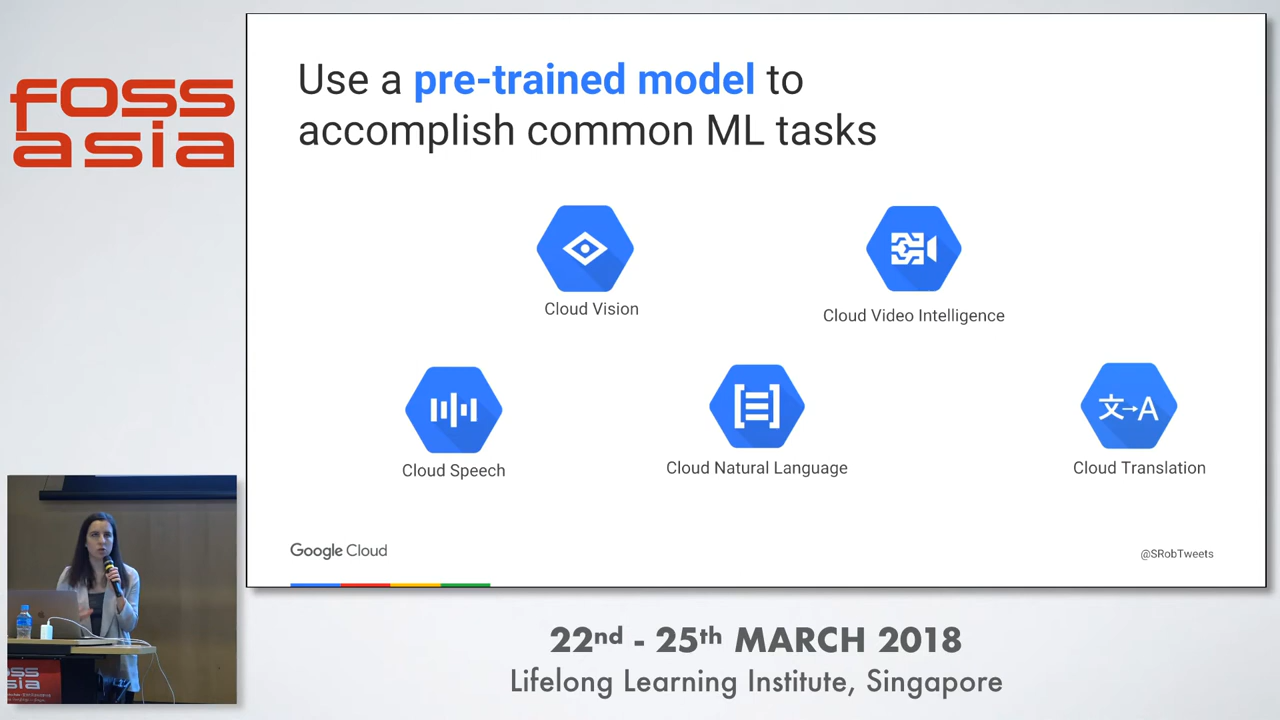 foss
asia
Use a pre-trained model to
accomplish common ML tasks
Cloud Vision
Cloud Video Intelligence
文→A
Cloud Speech
Cloud Natural Language
Cloud Translation
Google Cloud
@SRobTweets
22nd - 25th MARCH 2018
Lifelong Learning Institute, Singapore